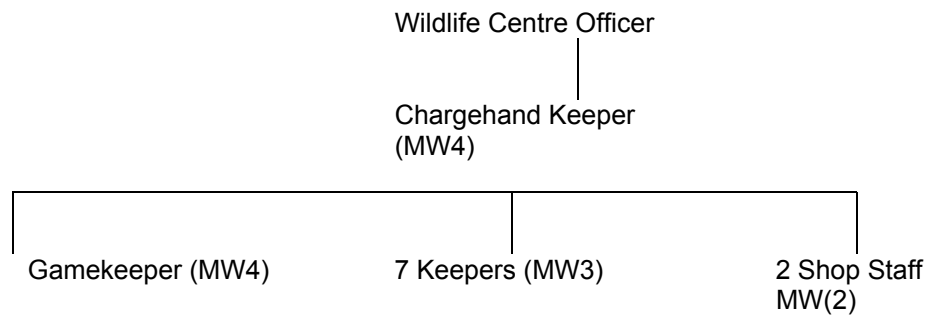 Wildlife Centre Officer
Chargehand Keeper
(MW4)
Gamekeeper (MW4)
7 Keepers (MW3)
2 Shop Staff
MW(2)